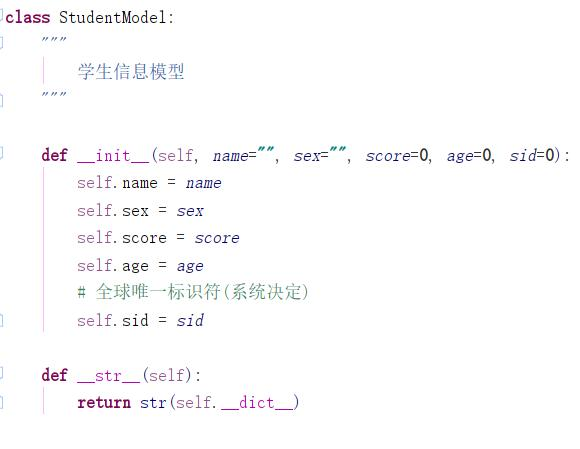 class StudentModel:
    """
        学生信息模型
    """
    def __init__(self, name="", sex="", score=0, age=0, sid=0):
        self.name = name
        self.sex = sex
        self.score = score
        self.age = age
        # 全球唯一标识符(系统决定)
        self.sid = sid
    def __str__(self):
        return str(self.__dict__)